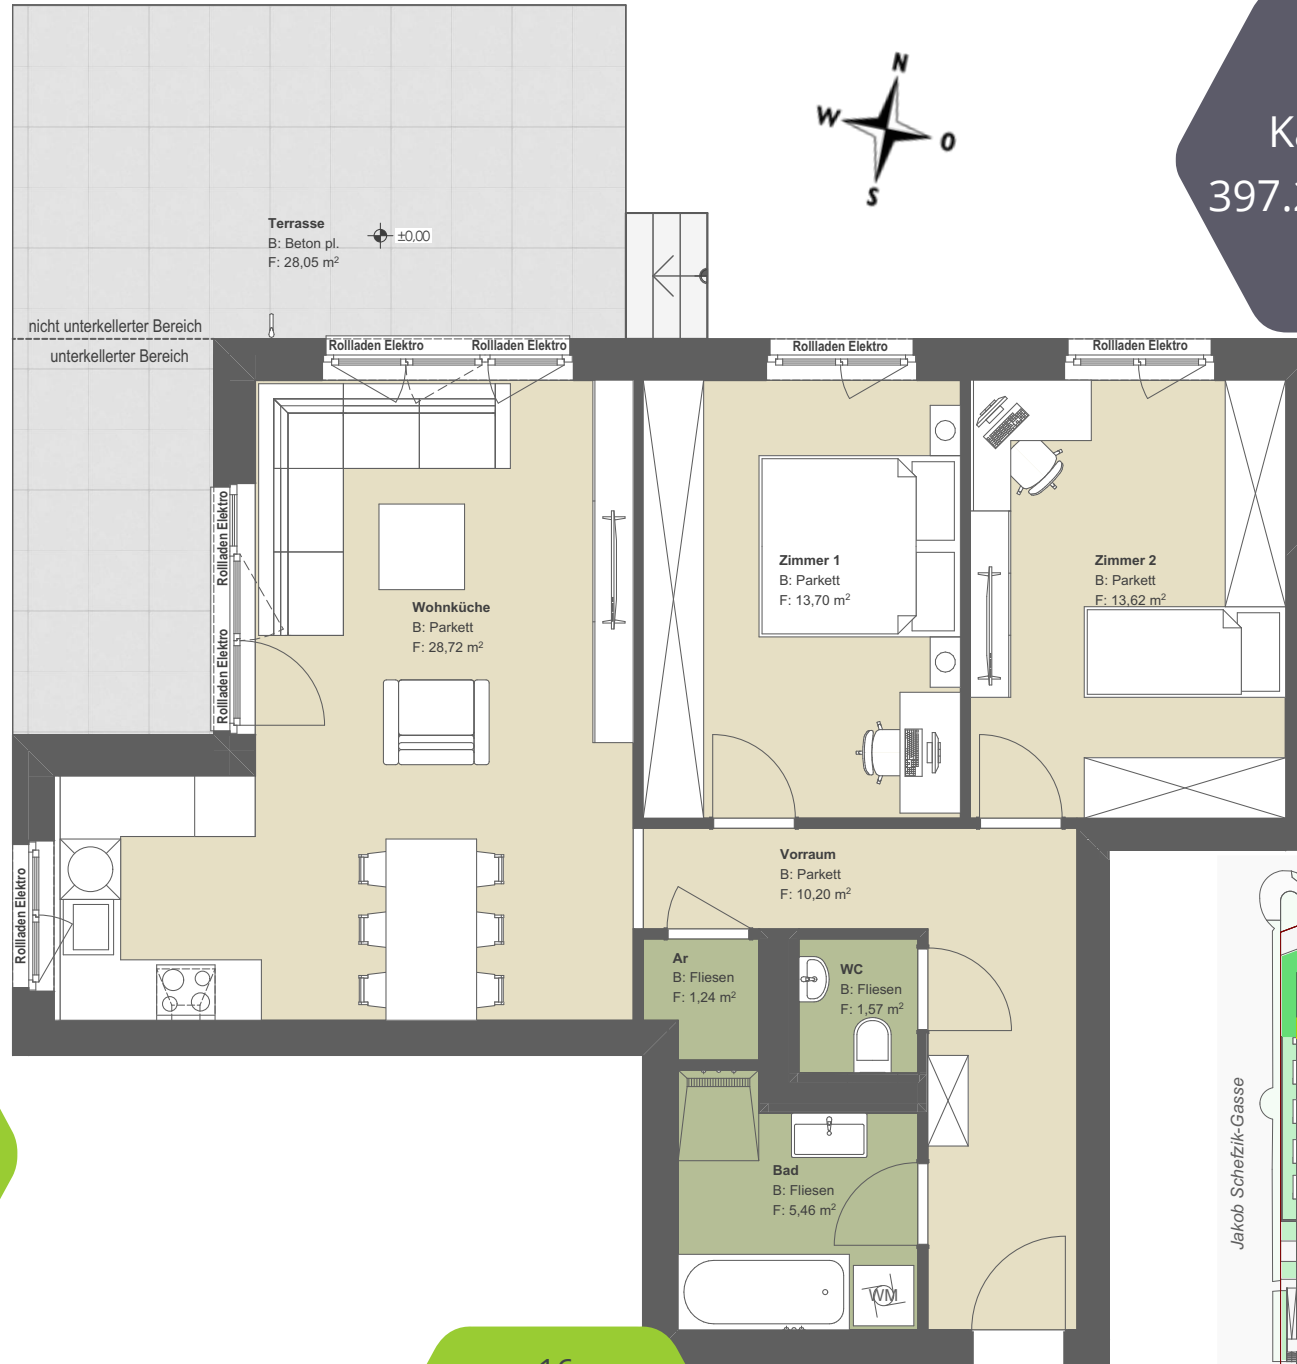 N
W
O
S
397.
Terrasse
B: Beton pl.
F: 28,05 m²
±0,00
nicht unterkellerter Bereich
unterkellerter Bereich
Rollladen Elektro
Rollladen Elektro
Rollladen Elektro
Rollladen Elektro
Rollladen Elektro
Rollladen Elektro
Zimmer 1
B: Parkett
F: 13,70 m²
Zimmer 2
B: Parkett
F: 13,62 m²
Wohnküche
B: Parkett
F: 28,72 m²
Rollladen Elektro
Vorraum
B: Parkett
F: 10,20 m²
Ar
B: Fliesen
F: 1,24 m²
WC
B: Fliesen
F: 1,57 m²
Bad
B: Fliesen
F: 5,46 m²
WM
Jakob Schefzik-Gasse
16